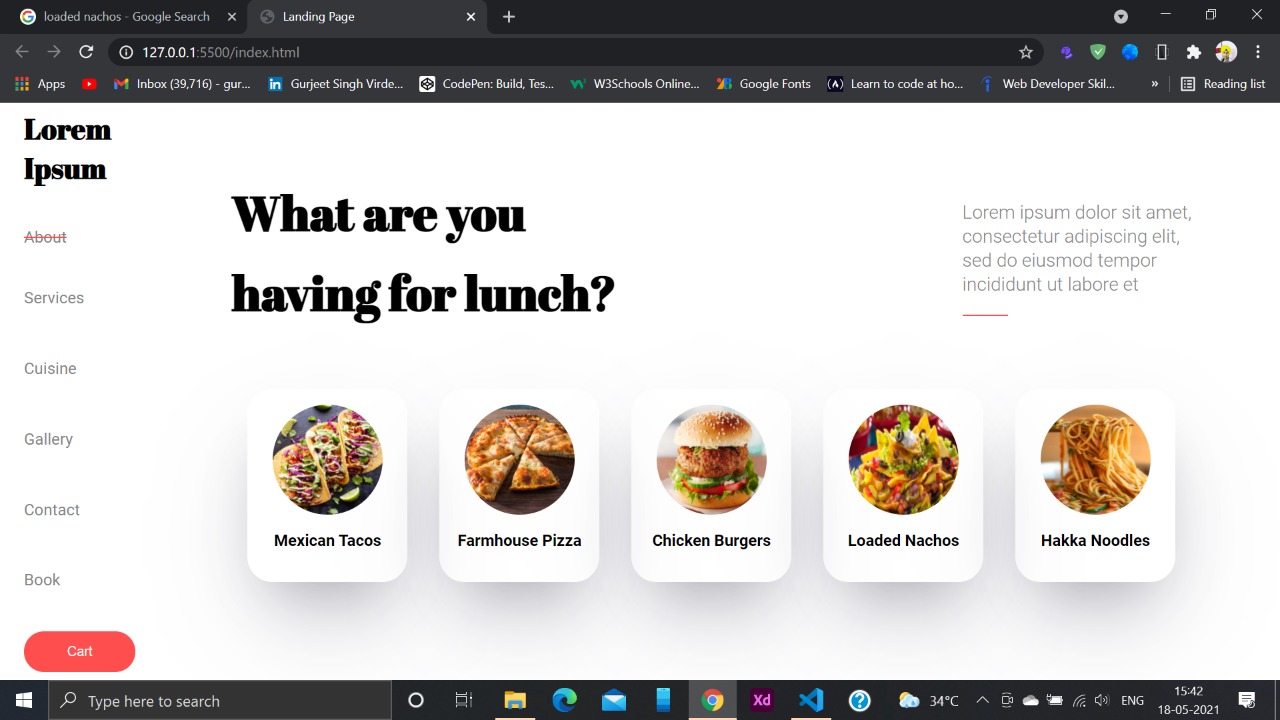 loaded nachos - Google Search
Landing Page
127.0.0.1:5500/index.html
Apps
Inbox (39,716) - gur...
Gurjeet Singh Virde...
CodePen: Build, Tes...
W3Schools Online...
Google Fonts
Learn to code at ho...
Web Developer Skil...
»
Reading list
Lorem
Ipsum
About
Services
Cuisine
Gallery
Contact
Book
Cart
What are you
having for lunch?
Lorem ipsum dolor sit amet,
consectetur adipiscing elit,
sed do eiusmod tempor
incididunt ut labore et
Mexican Tacos
Farmhouse Pizza
Chicken Burgers
Loaded Nachos
Hakka Noodles
Type here to search
Xd
34°C
ENG
15:42
18-05-2021